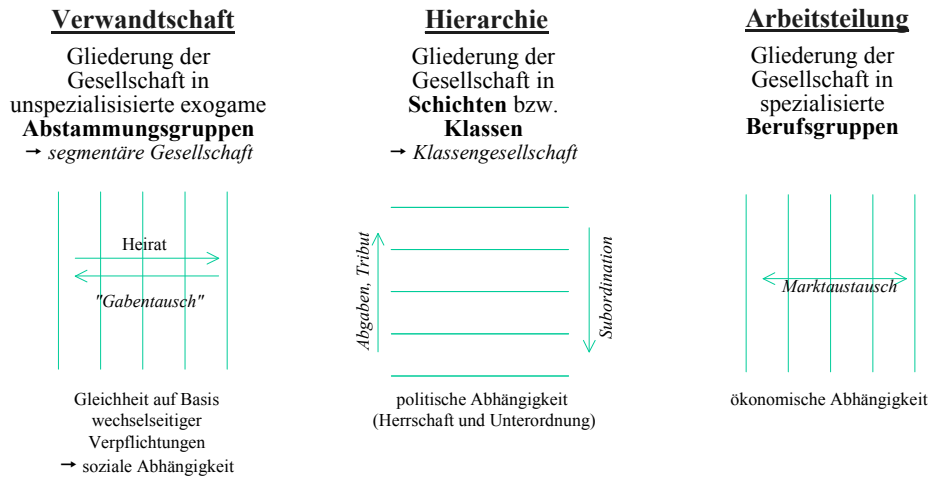 Verwandtschaft
Gliederung der
Gesellschaft in
unspezialisisierte exogame
Abstammungsgruppen
→ segmentäre Gesellschaft
Heirat
"Gabentausch"
Gleichheit auf Basis
wechselseitiger
Verpflichtungen
→ soziale Abhängigkeit
Hierarchie
Gliederung der
Gesellschaft in
Schichten bzw.
Klassen
→ Klassengesellschaft
Abgaben, Tribut
Subordination
politische Abhängigkeit
(Herrschaft und Unterordnung)
Arbeitsteilung
Gliederung der
Gesellschaft in
spezialisierte
Berufsgruppen
Marktaustausch
ökonomische Abhängigkeit